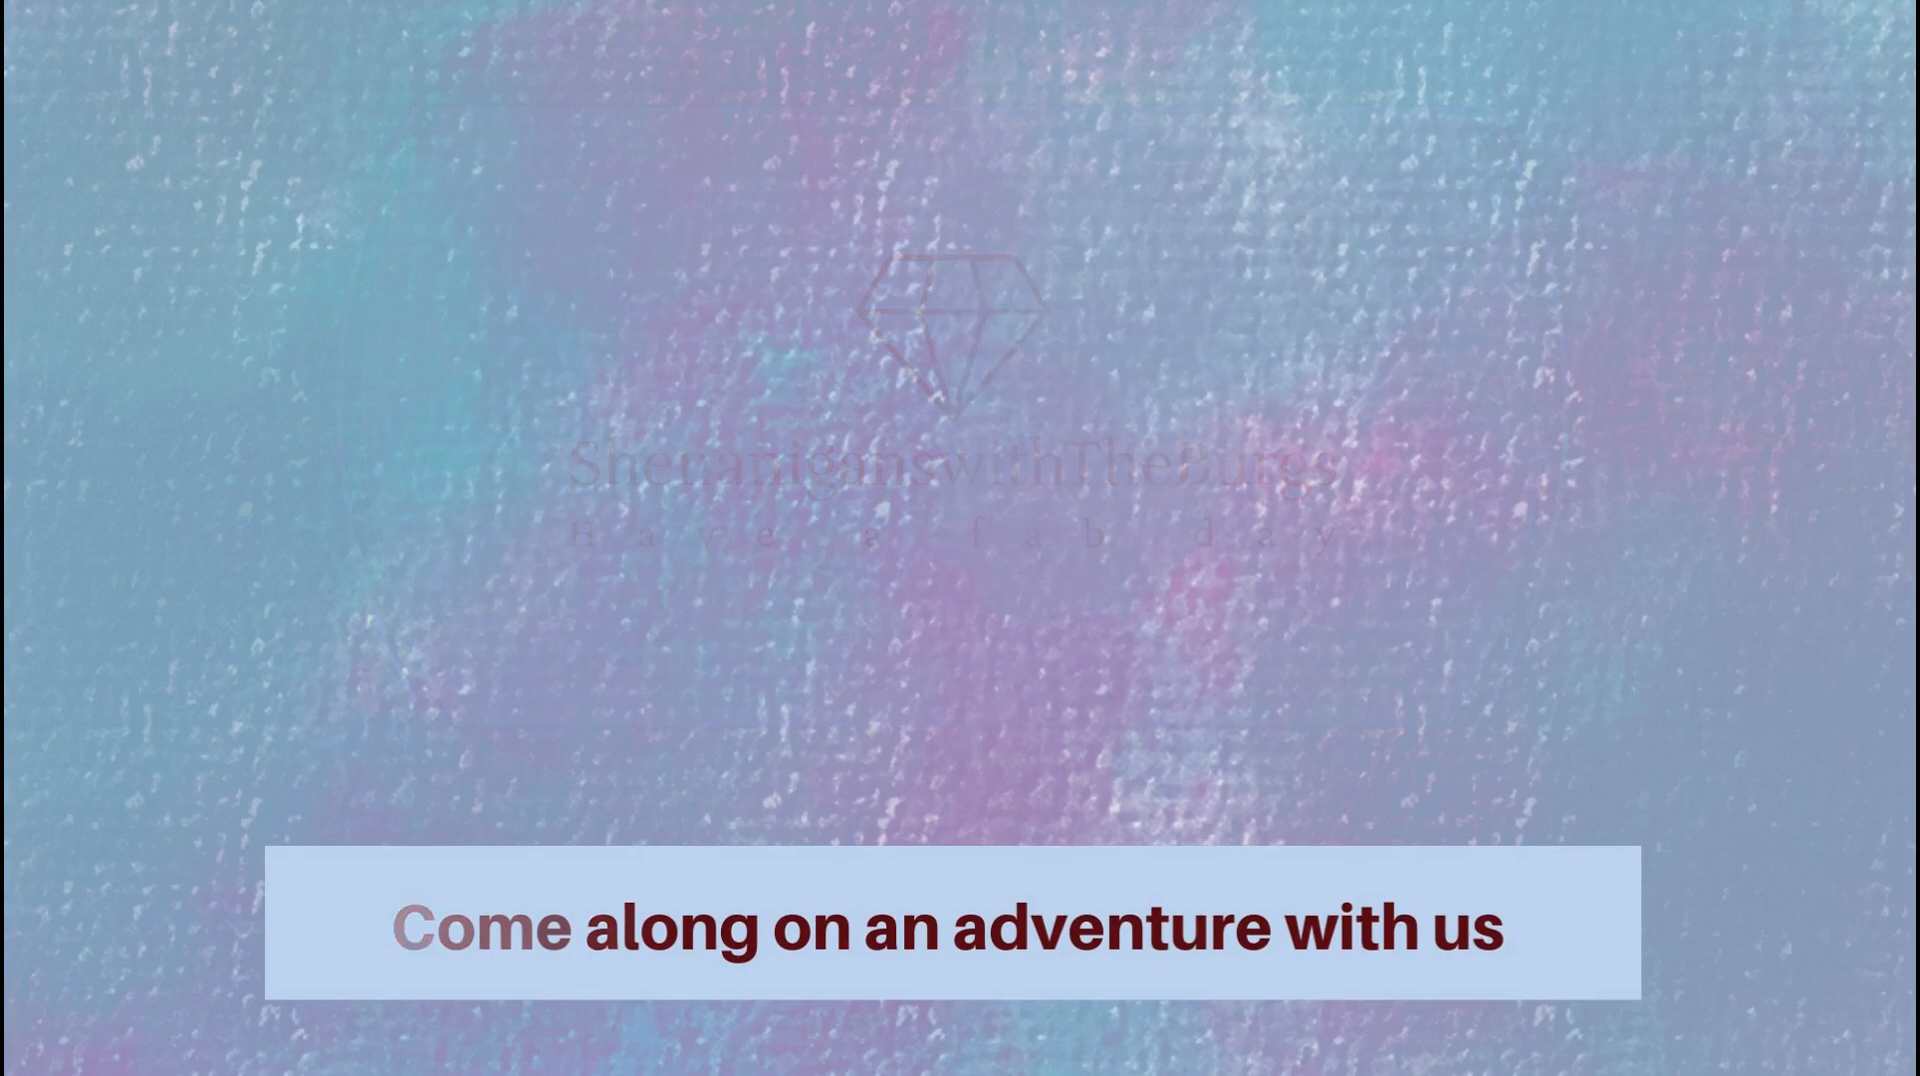 ShenaniganswithTheBurgs
Have a fab day
Come along on an adventure with us